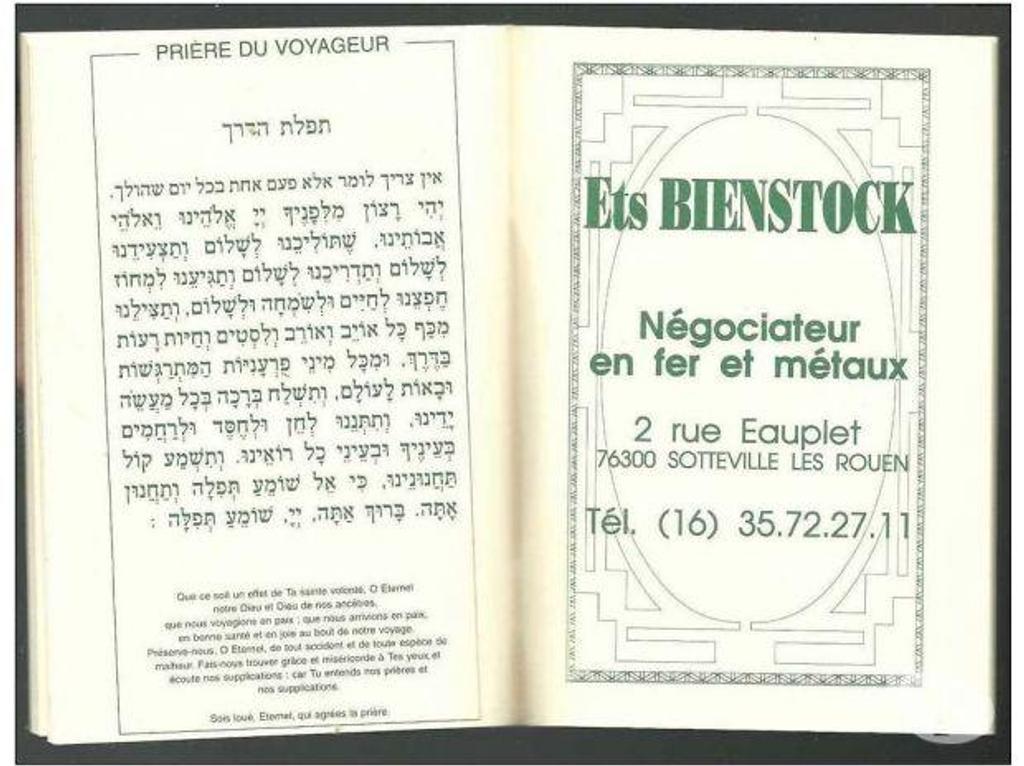 PRIÈRE DU VOYAGEUR
תפלת הדרך
אין צריך לומר אלא פעם אחת בכל יום שהולך.
יְהִי רָצוֹן מִלְּפָנֶיךָ יְיָ אֱלֹהֵינוּ וֵאלֹהֵי
אֲבוֹתֵינוּ, שֶׁתּוֹלִיכֵנוּ לְשָׁלוֹם וְתַצְעִידֵנוּ
לְשָׁלוֹם וְתַדְרִיכֵנוּ לְשָׁלוֹם וְתַגִּיעֵנוּ לִמְחוֹז
חֶפְצֵנוּ לְחַיִּים וּלְשִׂמְחָה וּלְשָׁלוֹם, וְתַצִּילֵנוּ
מִכַּף כָּל אוֹיֵב וְאוֹרֵב וְלִסְטִים וְחַיּוֹת רָעוֹת
בַּדֶּרֶךְ, וּמִכָּל מִינֵי פֻּרְעָנִיּוֹת הַמִּתְרַגְּשׁוֹת
וּבָאוֹת לָעוֹלָם, וְתִשְׁלַח בְּרָכָה בְּכָל מַעֲשֵׂה
יָדֵינוּ, וְתִתְּנֵנוּ לְחֵן וּלְחֶסֶד וּלְרַחֲמִים
בְּעֵינֶיךָ וּבְעֵינֵי כָל רוֹאֵינוּ. וְתִשְׁמַע קוֹל
תַּחֲנוּנֵינוּ, כִּי אֵל שׁוֹמֵעַ תְּפִלָּה וְתַחֲנוּן
אָתָּה. בָּרוּךְ אַתָּה, יְיָ, שׁוֹמֵעַ תְּפִלָּה :
Que ce soit un effet de Ta sainte volonté, O Eternel
notre Dieu et Dieu de nos ancêtres,
que nous voyagions en paix ; que nous arrivions en paix,
en bonne santé et en joie au bout de notre voyage.
Préserve-nous, O Eternel, de tout accident et de toute espèce de
malheur. Fais-nous trouver grâce et miséricorde à Tes yeux,et
écoute nos supplications ; car Tu entends nos prières et
nos supplications.
Sois loué, Eternel, qui agrées la prière.
Ets BIENSTOCK
Négociateur
en fer et métaux
2 rue Eauplet
76300 SOTTEVILLE LES ROUEN
Tél. (16) 35.72.27.11